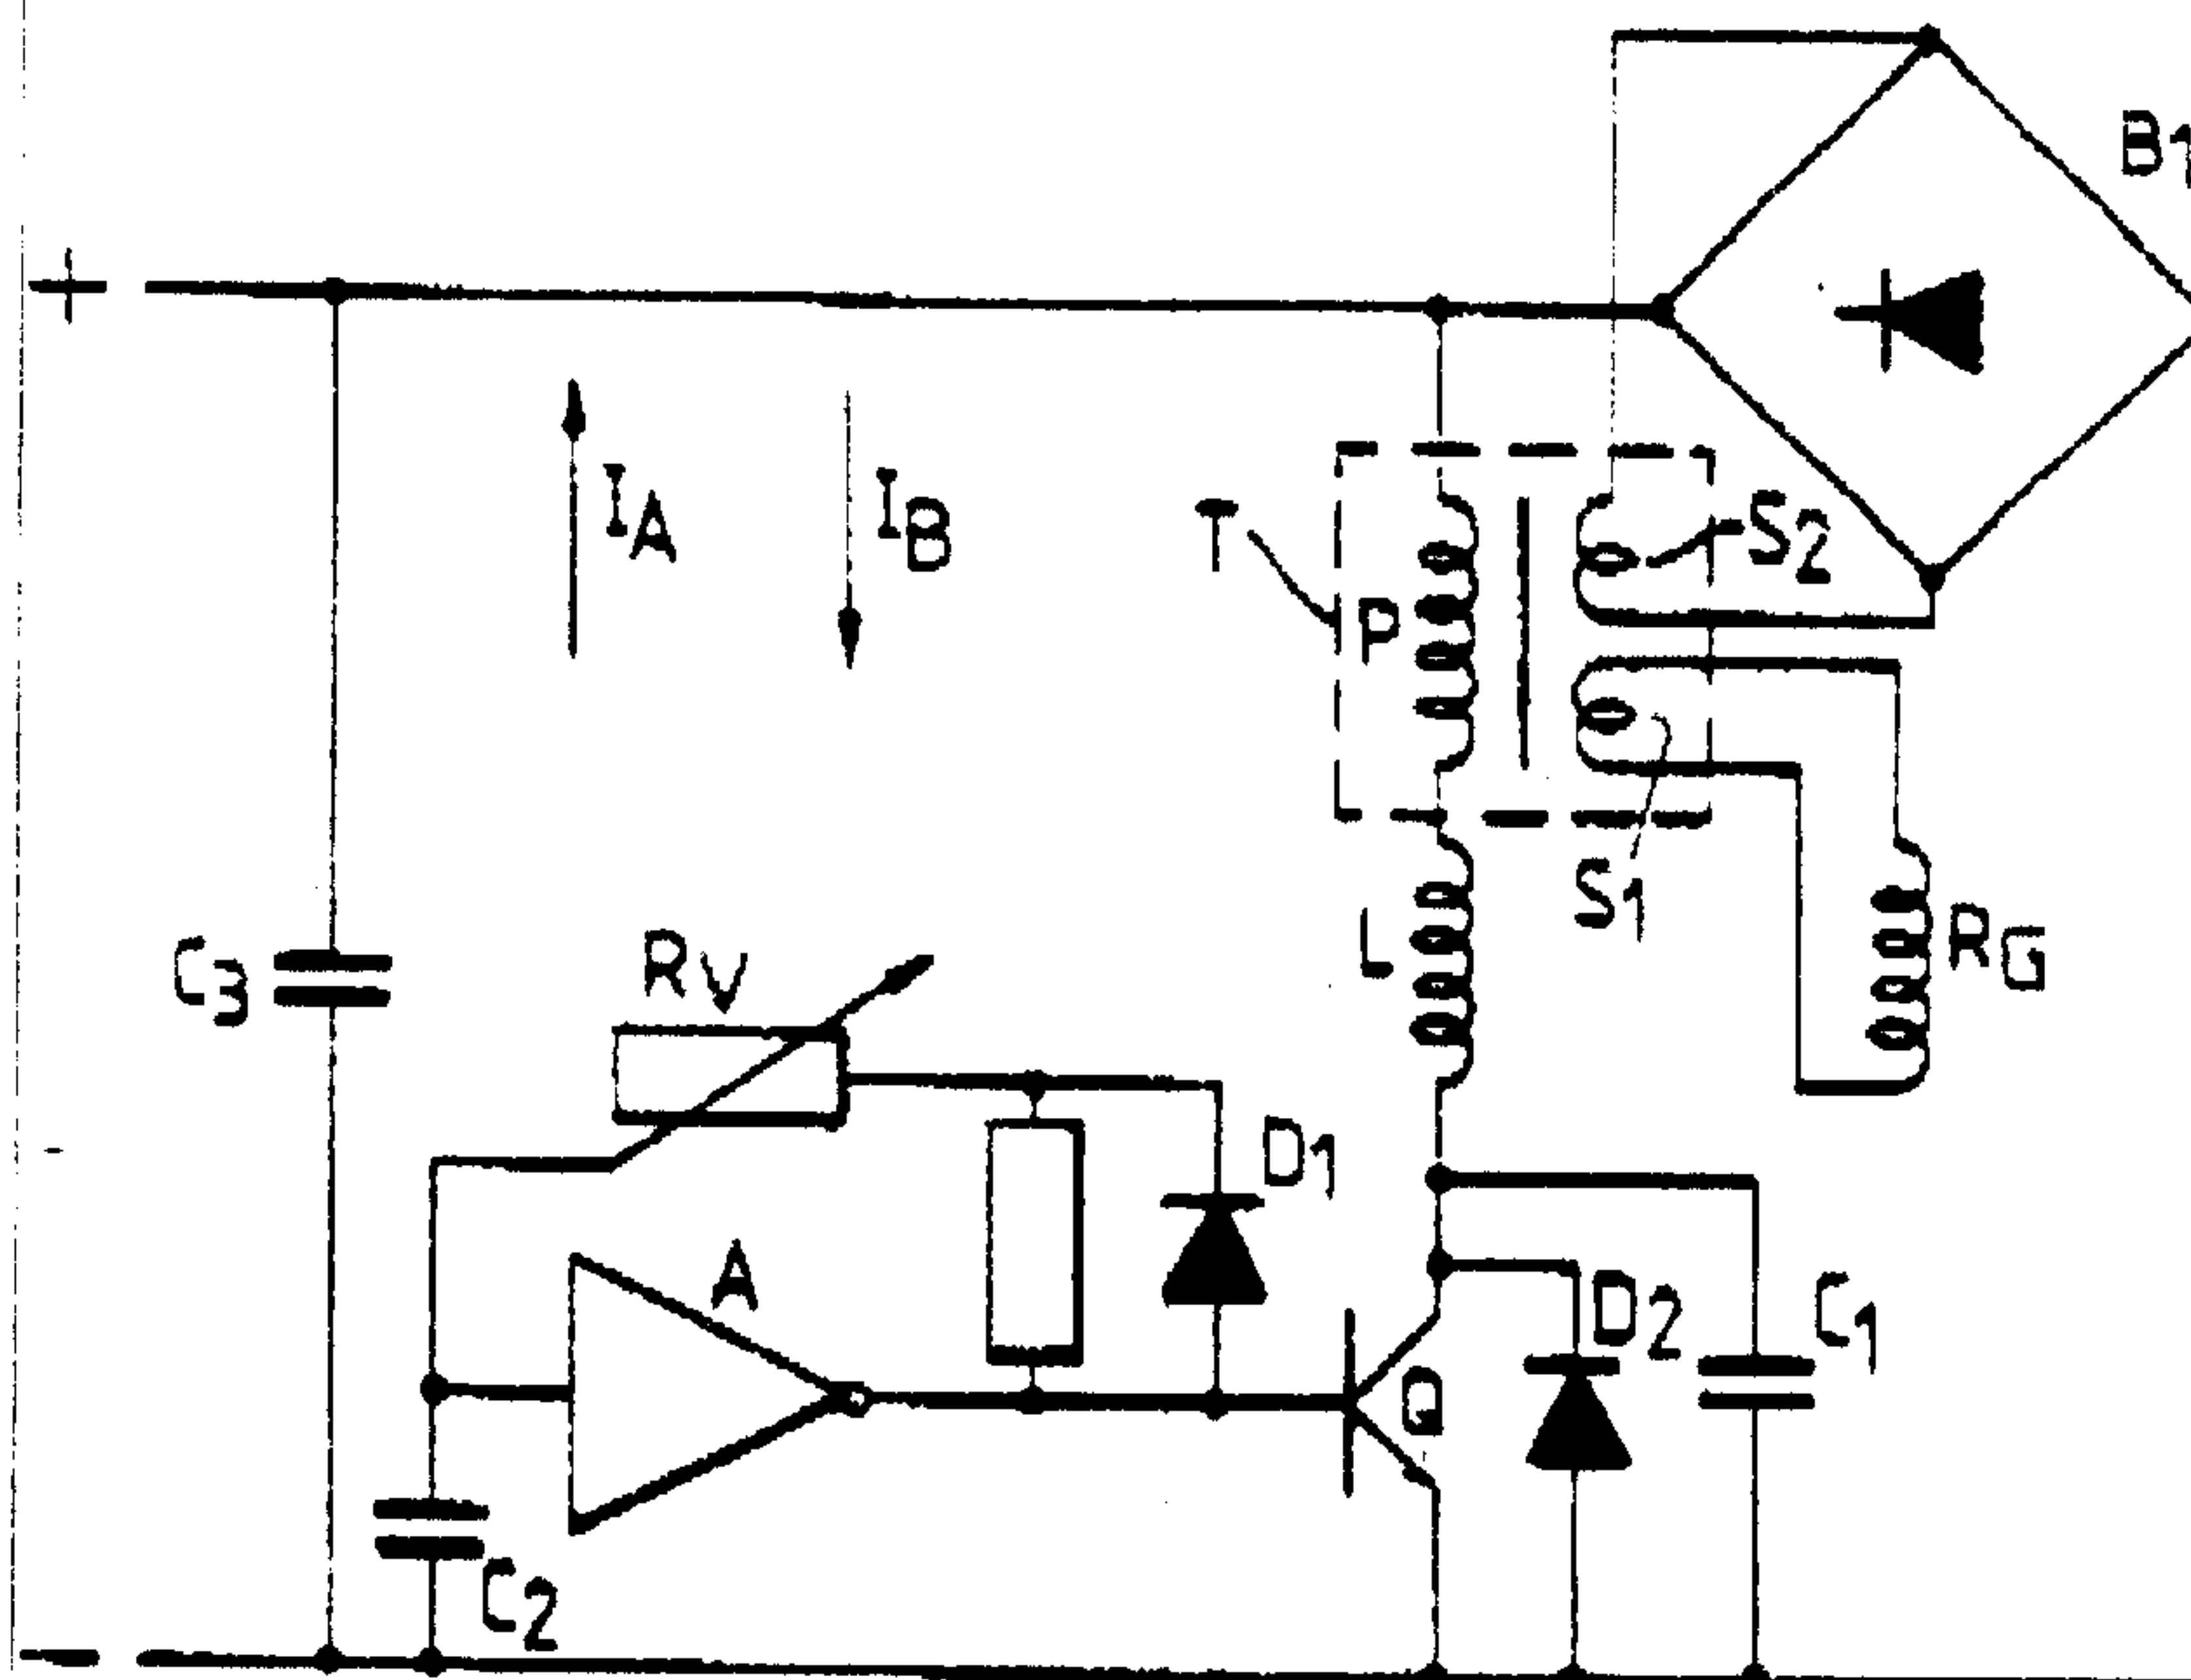 B1
+
IA
IB
T
S2
P
S1
C3
RV
L
RG
D1
A
D2
C1
Q
C2
−